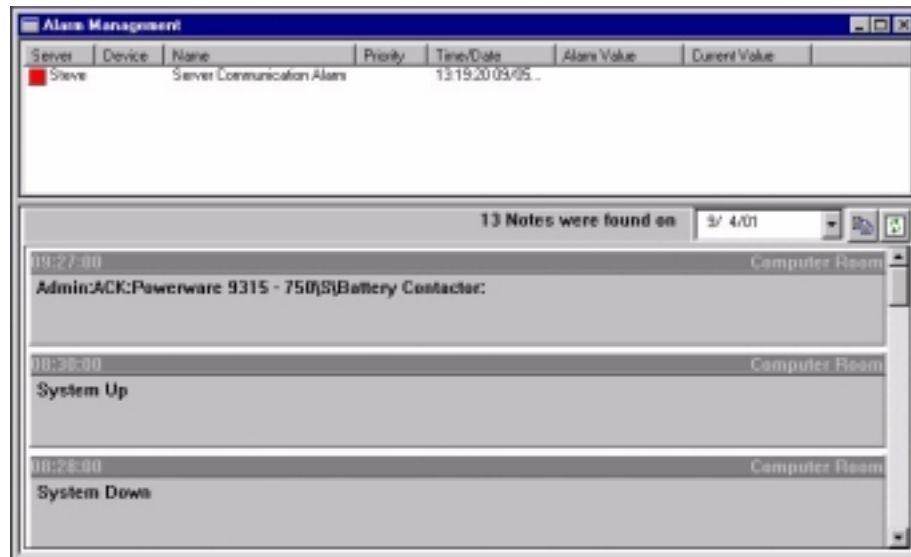 Alarm Management
Server Device Name Priority Time/Date Alarm Value Current Value
Steve Server Communication Alarm 13:19:20 09/05...
13 Notes were found on 9/ 4/01
09:27:00 Computer Room
Admin:ACK:Powerware 9315 - 750\S\Battery Contactor:
08:30:00 Computer Room
System Up
08:28:00 Computer Room
System Down